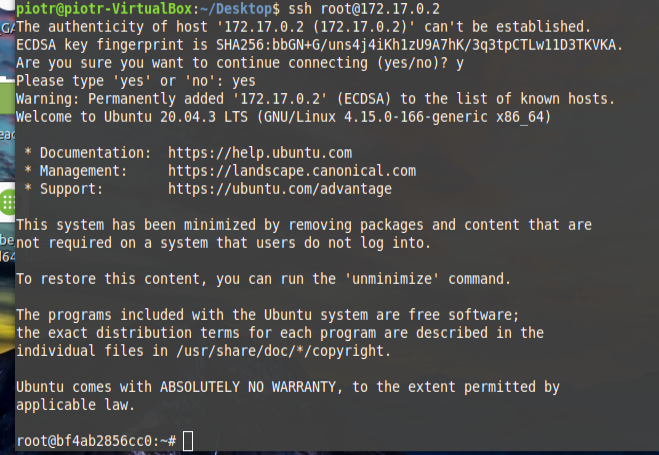 piotr@piotr-VirtualBox:~/Desktop$ ssh root@172.17.0.2
The authenticity of host '172.17.0.2 (172.17.0.2)' can't be established.
ECDSA key fingerprint is SHA256:bbGN+G/uns4j4iKh1zU9A7hK/3q3tpCTLw11D3TKVKA.
Are you sure you want to continue connecting (yes/no)? y
Please type 'yes' or 'no': yes
Warning: Permanently added '172.17.0.2' (ECDSA) to the list of known hosts.
Welcome to Ubuntu 20.04.3 LTS (GNU/Linux 4.15.0-166-generic x86_64)
* Documentation: https://help.ubuntu.com
* Management: https://landscape.canonical.com
* Support: https://ubuntu.com/advantage
This system has been minimized by removing packages and content that are
not required on a system that users do not log into.
To restore this content, you can run the 'unminimize' command.
The programs included with the Ubuntu system are free software;
the exact distribution terms for each program are described in the
individual files in /usr/share/doc/*/copyright.
Ubuntu comes with ABSOLUTELY NO WARRANTY, to the extent permitted by
applicable law.
root@bf4ab2856cc0:~#